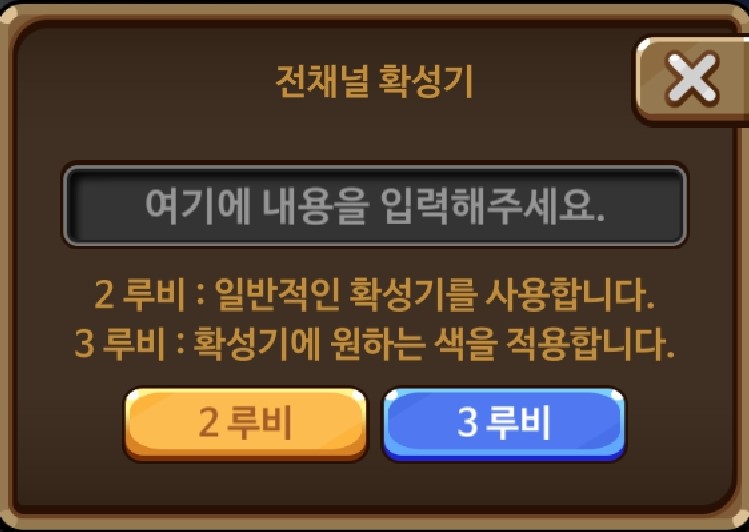 전채널 확성기
여기에 내용을 입력해주세요.
2 루비 : 일반적인 확성기를 사용합니다.
3 루비 : 확성기에 원하는 색을 적용합니다.
2 루비
3 루비